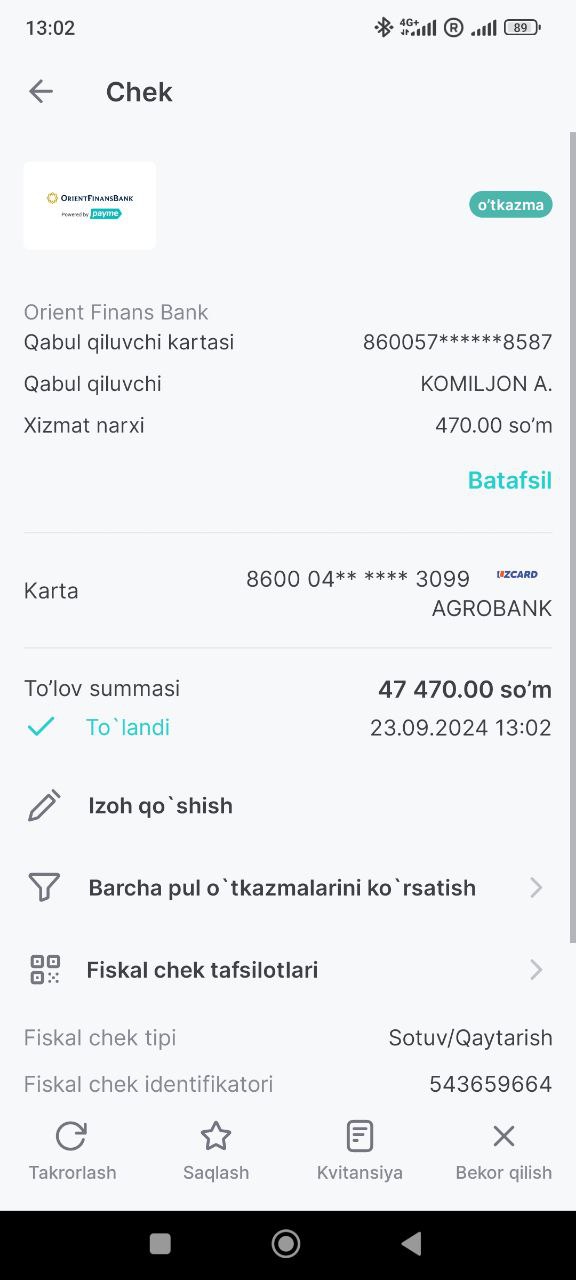 13:02
4G+
R
89
Chek
ORIENTFINANSBANK
Powered by payme
o’tkazma
Orient Finans Bank
Qabul qiluvchi kartasi 860057******8587
Qabul qiluvchi KOMILJON A.
Xizmat narxi 470.00 so’m
Batafsil
Karta 8600 04** **** 3099 UZCARD
AGROBANK
To’lov summasi 47 470.00 so’m
To`landi 23.09.2024 13:02
Izoh qo`shish
Barcha pul o`tkazmalarini ko`rsatish
Fiskal chek tafsilotlari
Fiskal chek tipi Sotuv/Qaytarish
Fiskal chek identifikatori 543659664
Takrorlash Saqlash Kvitansiya Bekor qilish